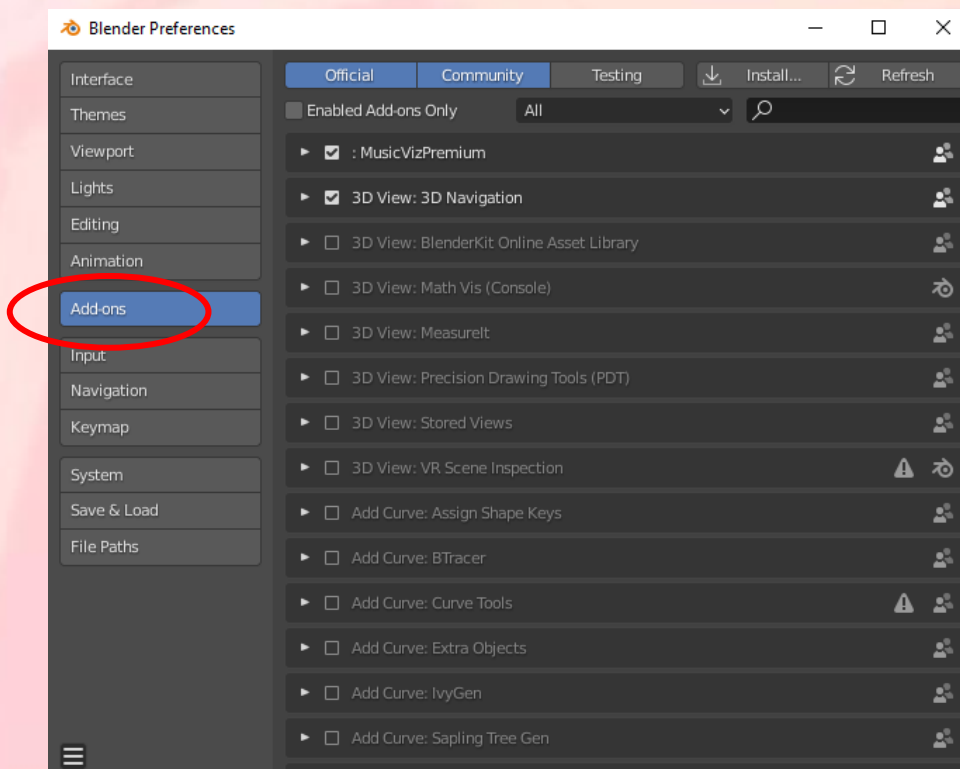 Blender Preferences
Interface
Themes
Viewport
Lights
Editing
Animation
Add-ons
Input
Navigation
Keymap
System
Save & Load
File Paths
Official Community Testing Install... Refresh
Enabled Add-ons Only All
: MusicVizPremium
3D View: 3D Navigation
3D View: BlenderKit Online Asset Library
3D View: Math Vis (Console)
3D View: MeasureIt
3D View: Precision Drawing Tools (PDT)
3D View: Stored Views
3D View: VR Scene Inspection
Add Curve: Assign Shape Keys
Add Curve: BTracer
Add Curve: Curve Tools
Add Curve: Extra Objects
Add Curve: IvyGen
Add Curve: Sapling Tree Gen